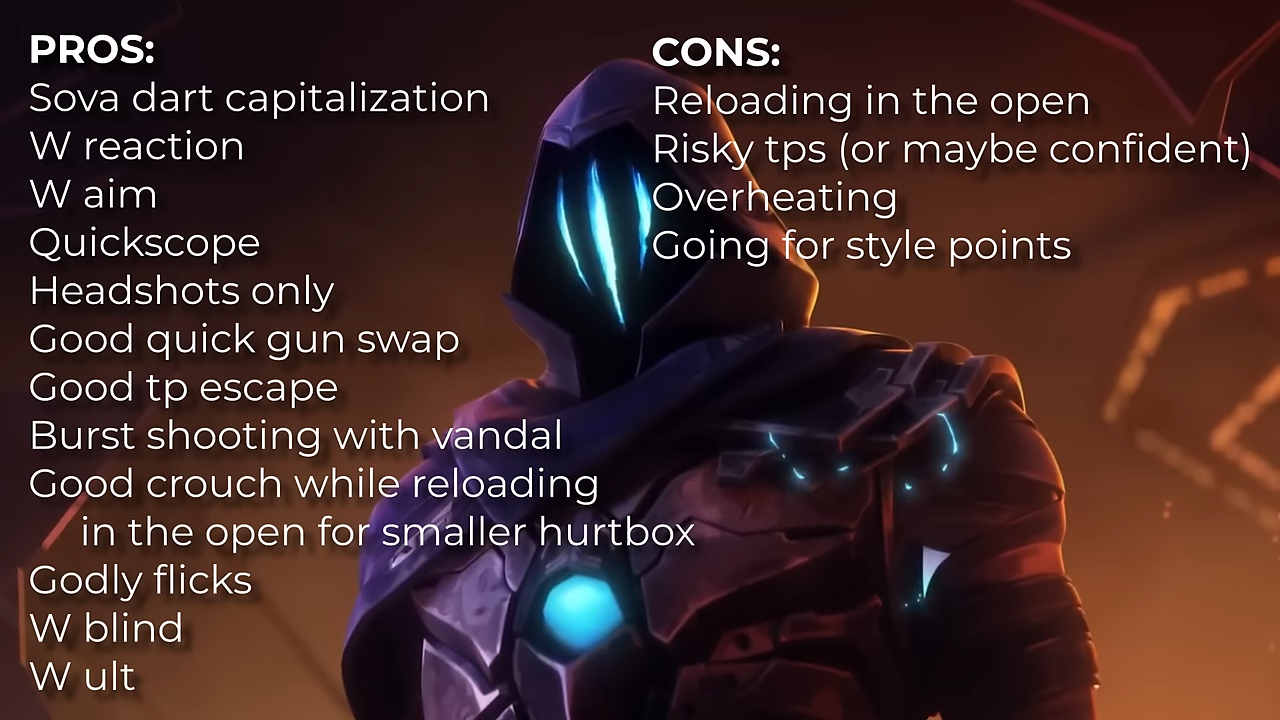 PROS:
Sova dart capitalization
W reaction
W aim
Quickscope
Headshots only
Good quick gun swap
Good tp escape
Burst shooting with vandal
Good crouch while reloading
in the open for smaller hurtbox
Godly flicks
W blind
W ult
CONS:
Reloading in the open
Risky tps (or maybe confident)
Overheating
Going for style points